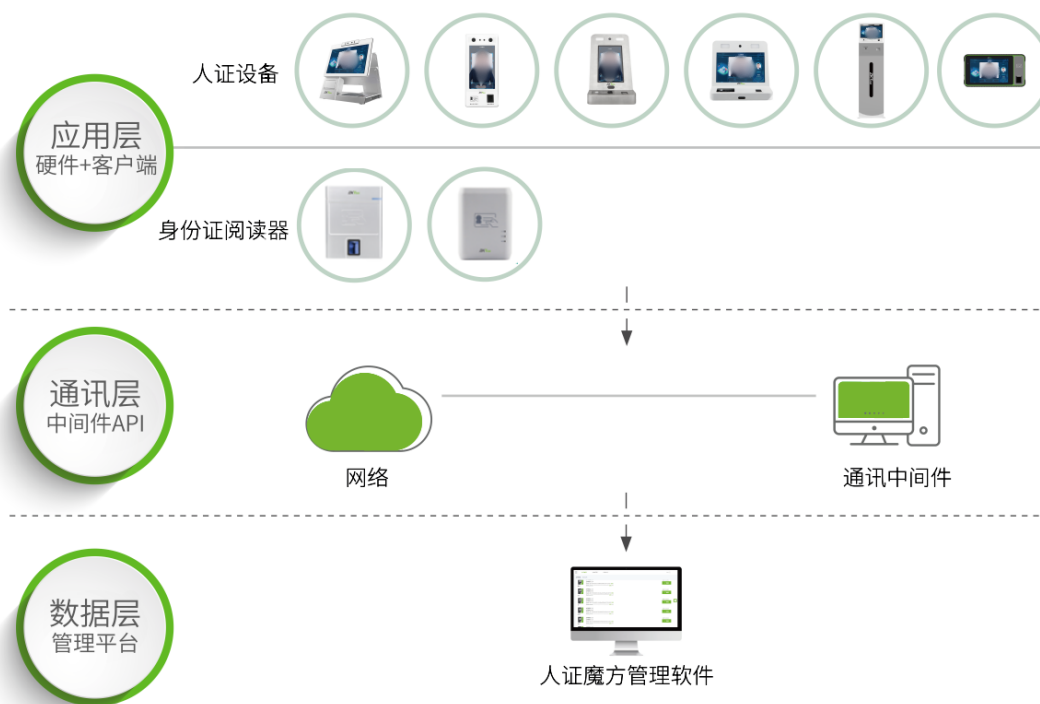 人证设备
应用层
硬件+客户端
身份证阅读器
通讯层
中间件API
网络
通讯中间件
数据层
管理平台
人证魔方管理软件